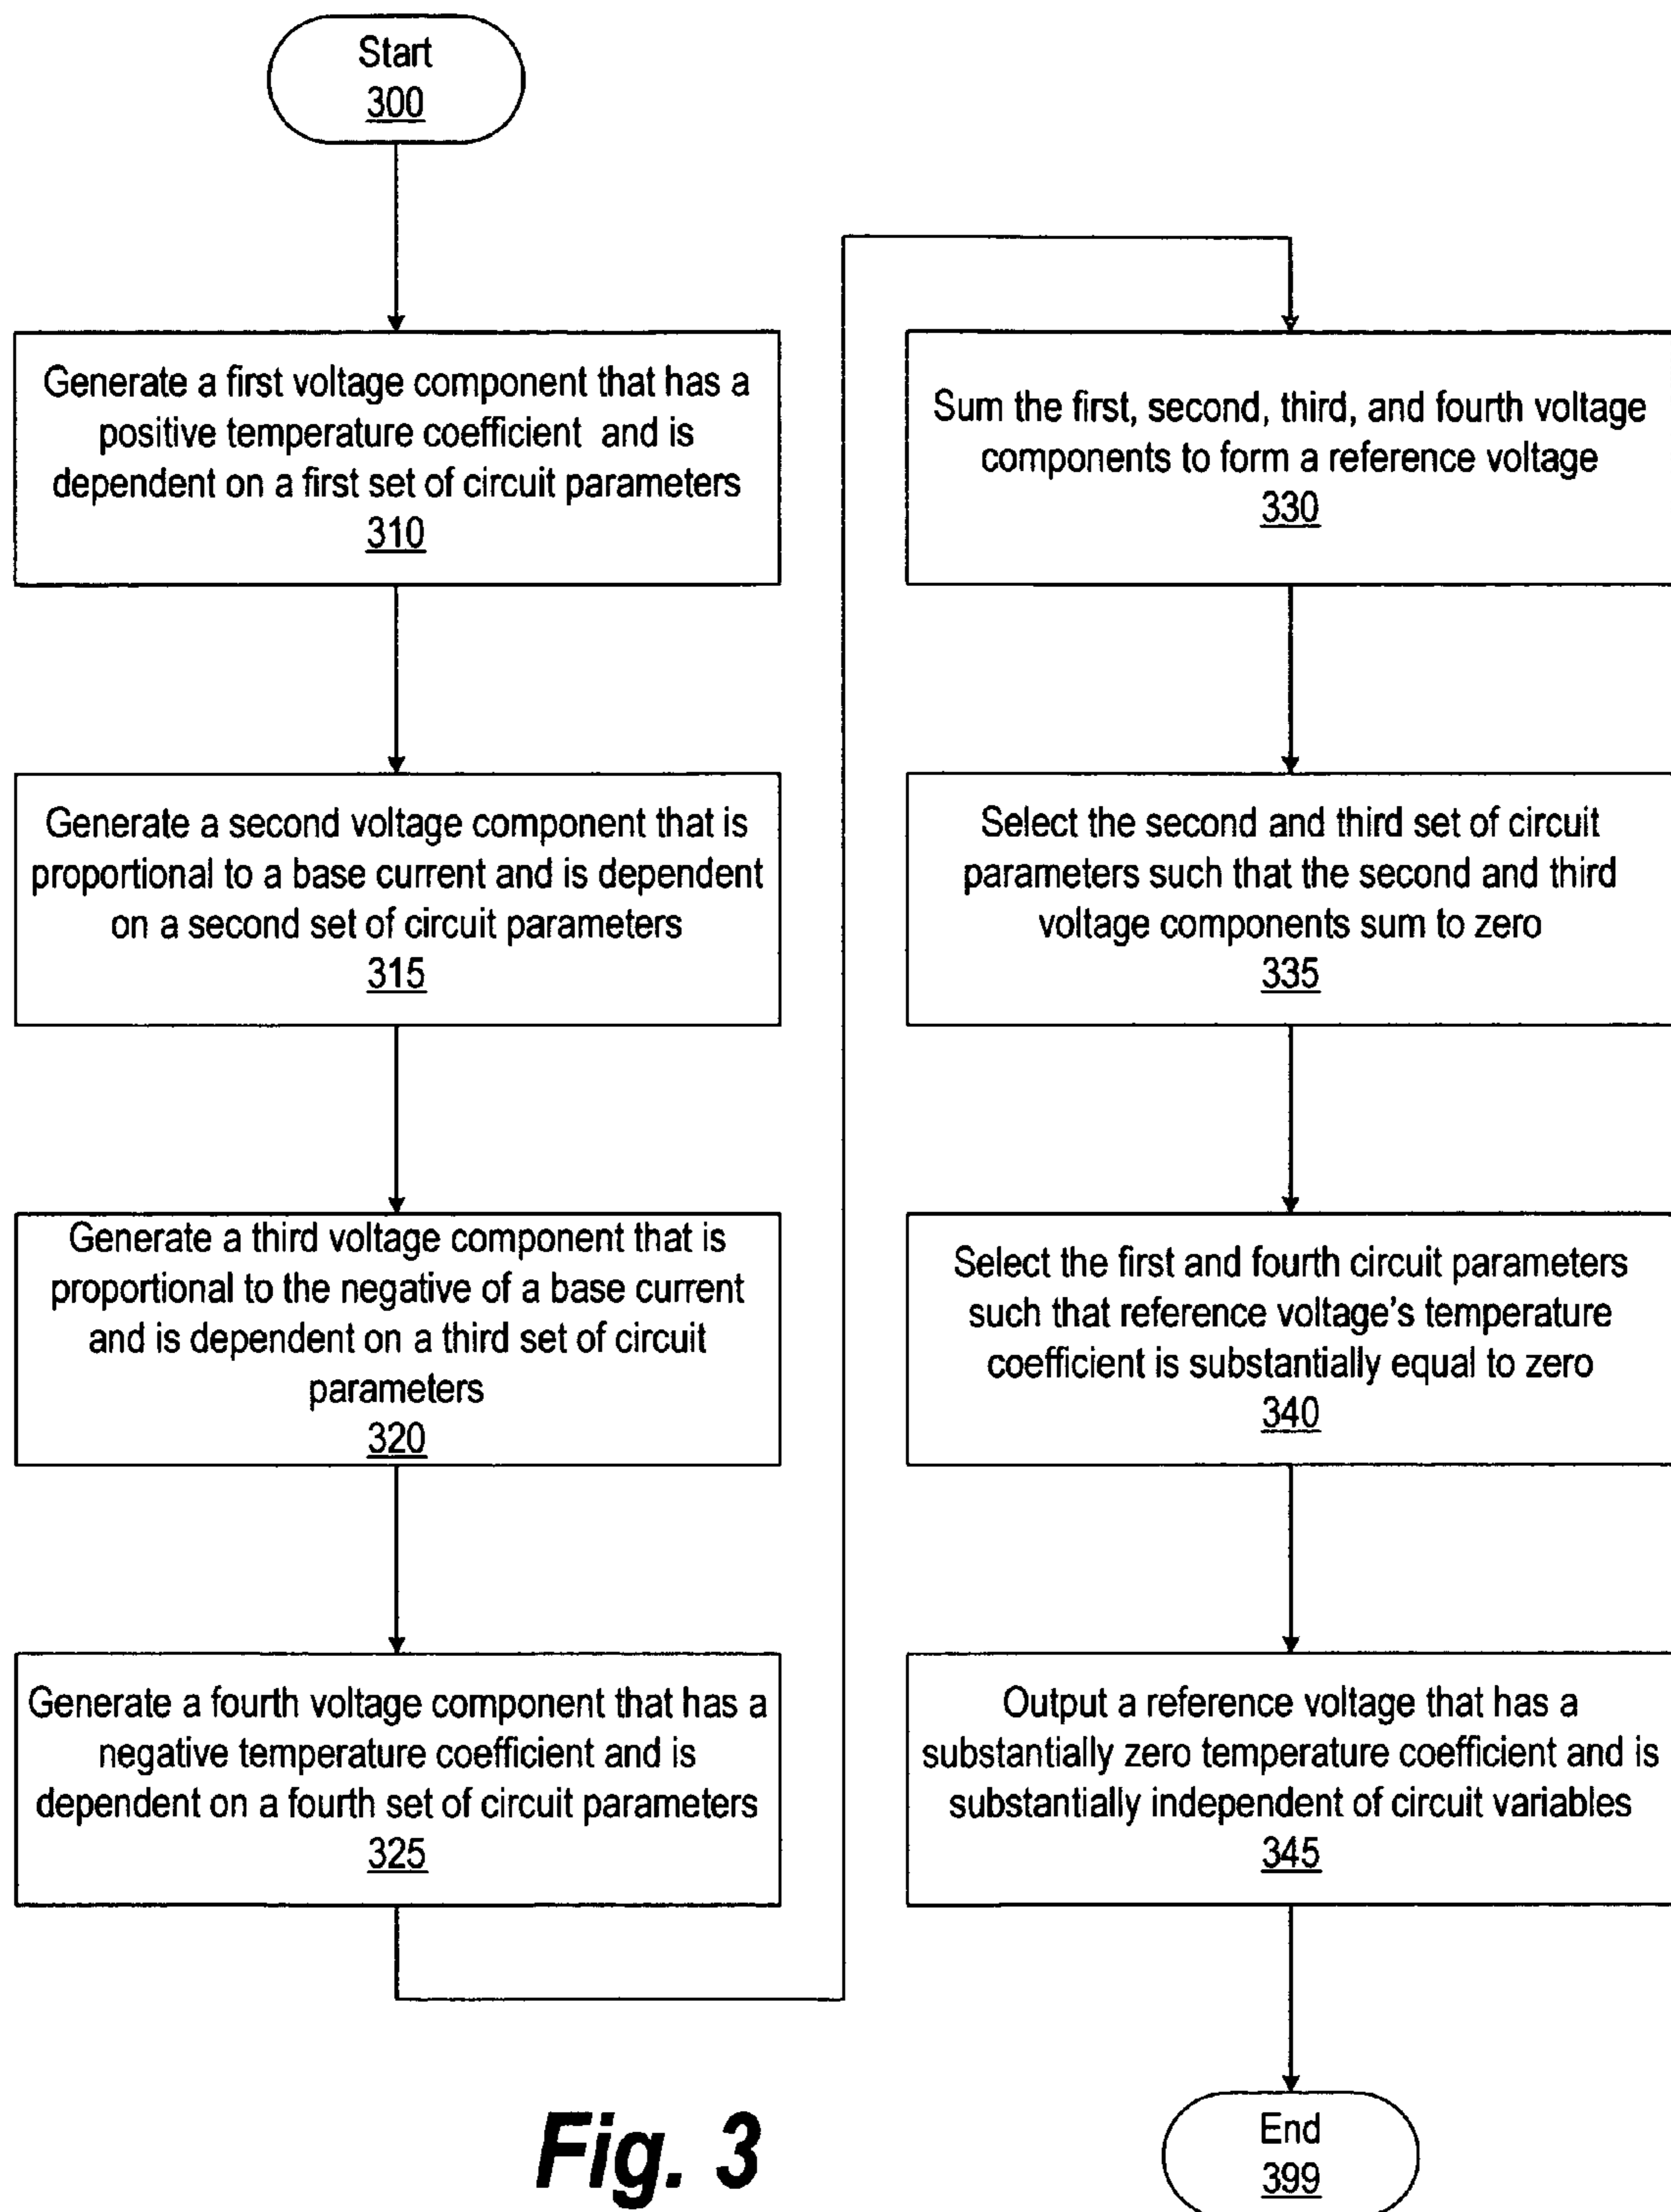 Start
300
Generate a first voltage component that has a
positive temperature coefficient and is
dependent on a first set of circuit parameters
310
Generate a second voltage component that is
proportional to a base current and is dependent
on a second set of circuit parameters
315
Generate a third voltage component that is
proportional to the negative of a base current
and is dependent on a third set of circuit
parameters
320
Generate a fourth voltage component that has a
negative temperature coefficient and is
dependent on a fourth set of circuit parameters
325
Sum the first, second, third, and fourth voltage
components to form a reference voltage
330
Select the second and third set of circuit
parameters such that the second and third
voltage components sum to zero
335
Select the first and fourth circuit parameters
such that reference voltage's temperature
coefficient is substantially equal to zero
340
Output a reference voltage that has a
substantially zero temperature coefficient and is
substantially independent of circuit variables
345
End
399
Fig. 3